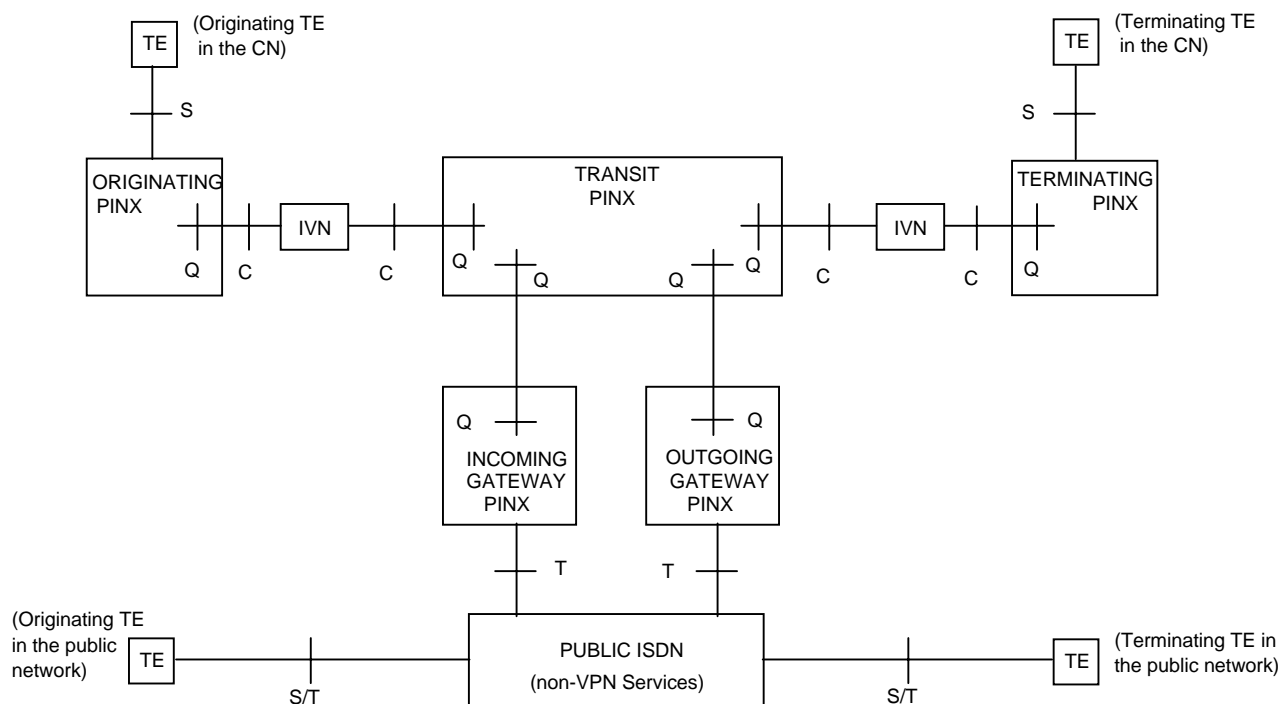 (Originating TE
in the CN)
TE
S
(Terminating TE
in the CN)
TE
S
ORIGINATING
PINX
Q
C
IVN
C
TRANSIT
PINX
Q
Q
Q
Q
C
IVN
C
TERMINATING
PINX
Q
Q
INCOMING
GATEWAY
PINX
T
Q
OUTGOING
GATEWAY
PINX
T
(Originating TE
in the public
network)
TE
S/T
PUBLIC ISDN
(non-VPN Services)
S/T
TE
(Terminating TE in
the public network)